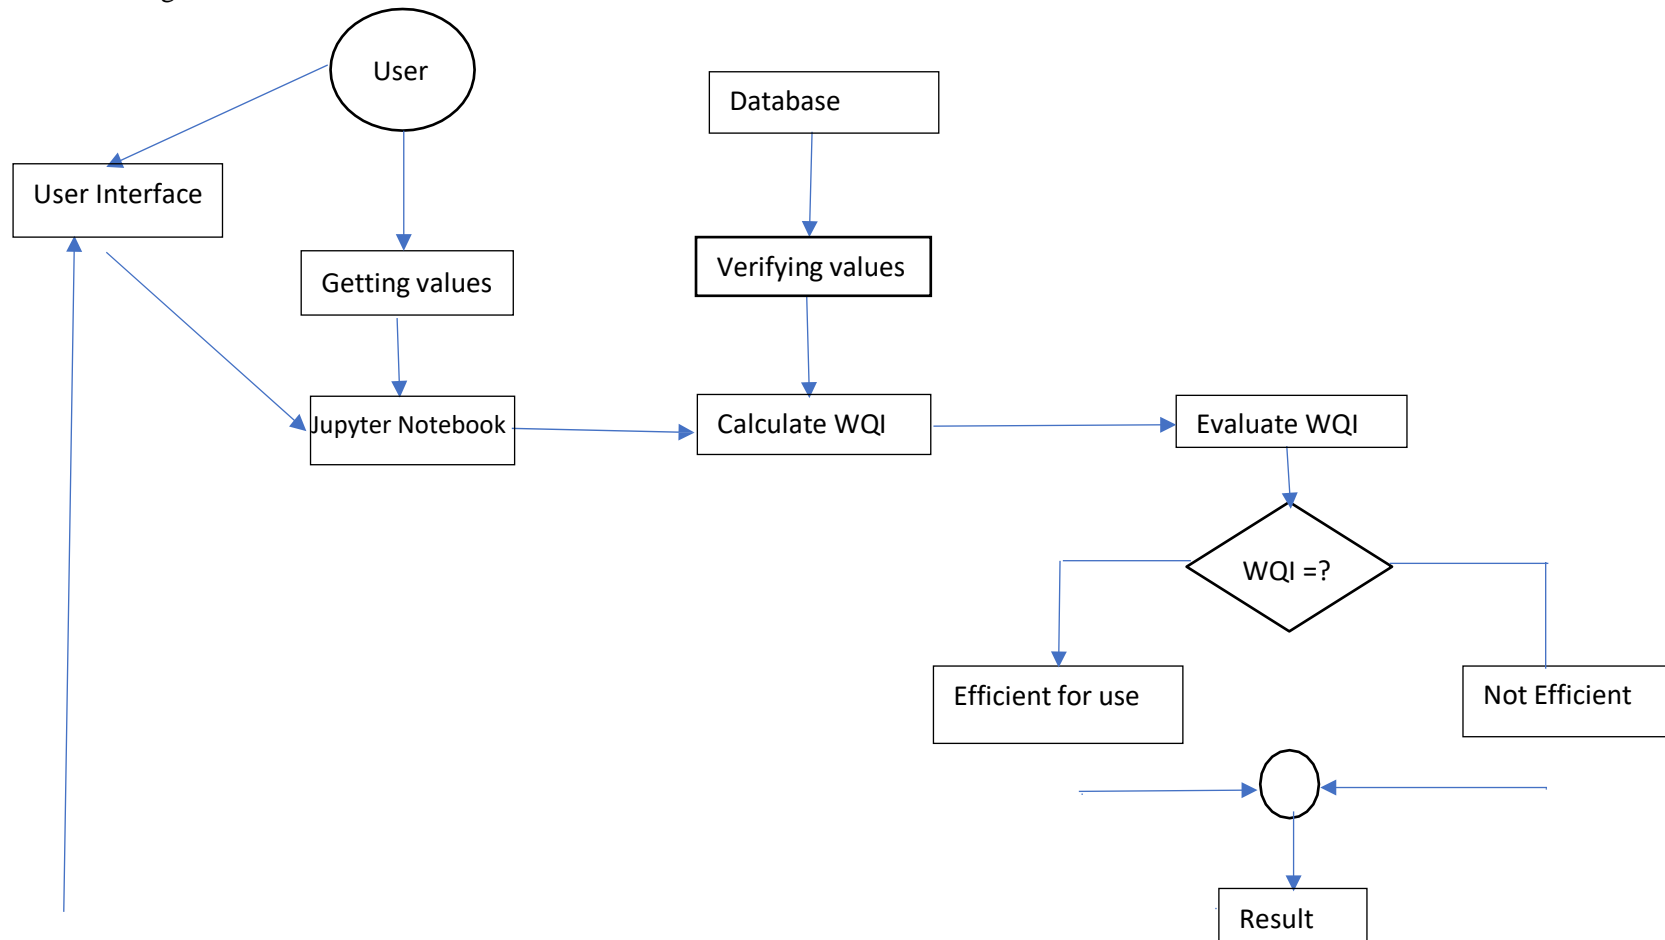 User
Database
User Interface
Verifying values
Getting values
Jupyter Notebook
Calculate WQI
Evaluate WQI
WQI =?
Efficient for use
Not Efficient
Result